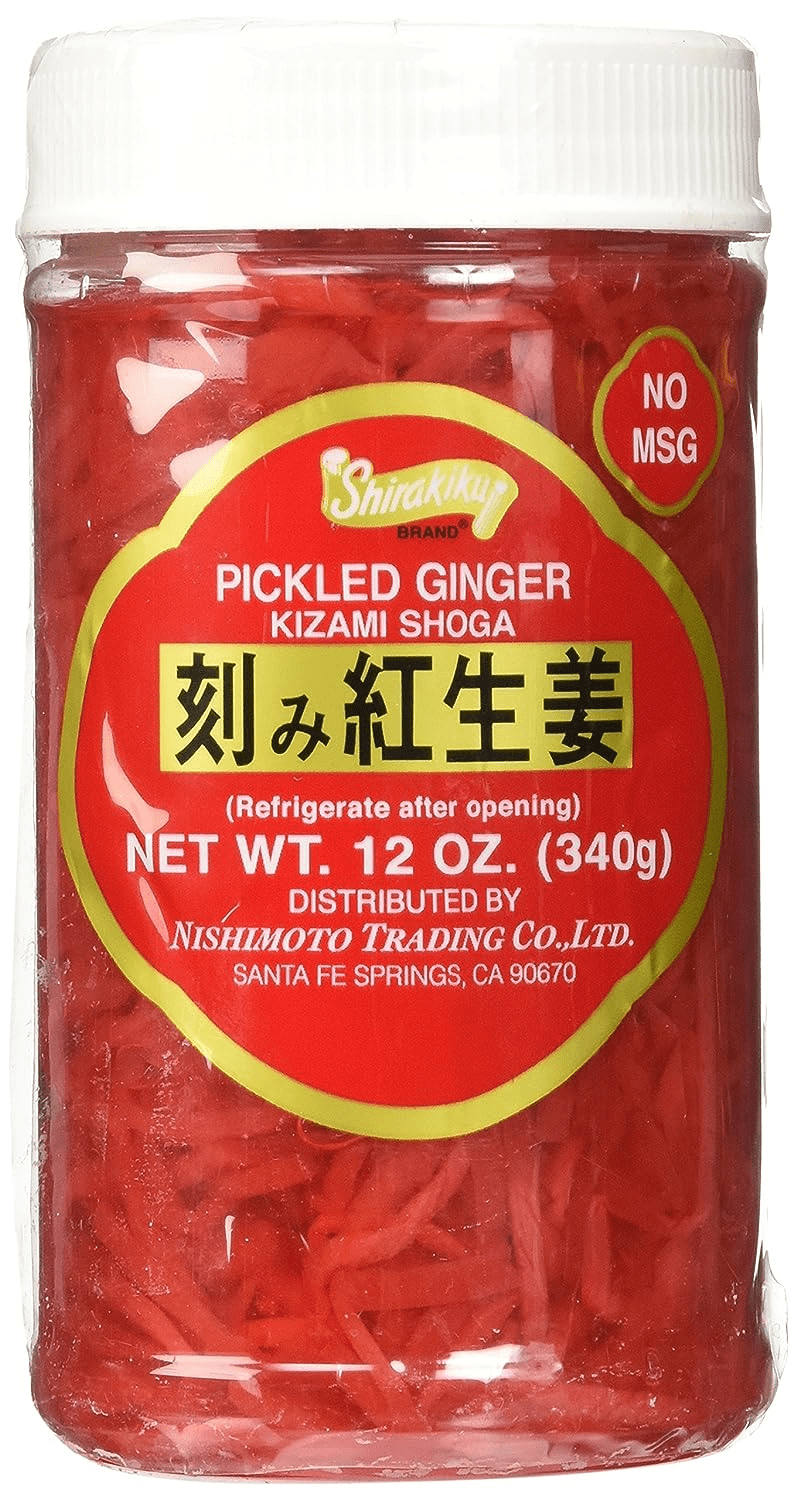 NO
MSG
Shirakiku
BRAND®
PICKLED GINGER
KIZAMI SHOGA
刻み紅生姜
(Refrigerate after opening)
NET WT. 12 OZ. (340g)
DISTRIBUTED BY
NISHIMOTO TRADING CO.,LTD.
SANTA FE SPRINGS, CA 90670